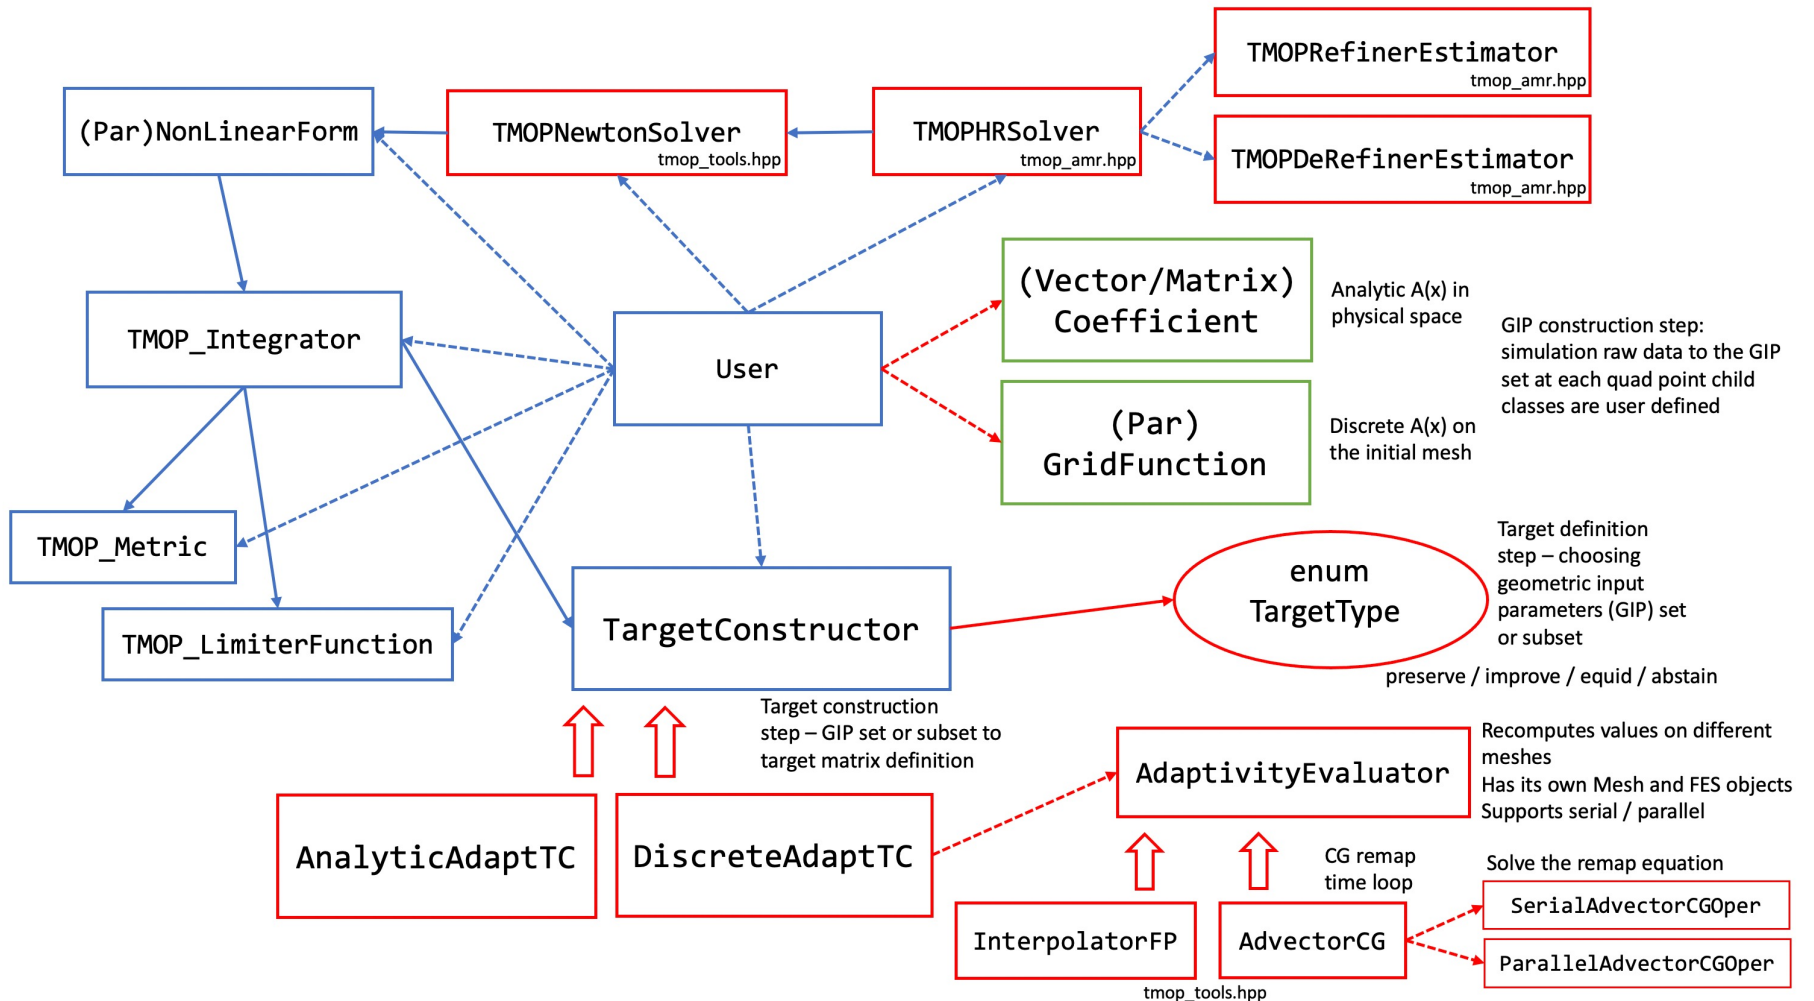 TMOPRefinerEstimator
tmop_amr.hpp
(Par)NonLinearForm
TMOPNewtonSolver
tmop_tools.hpp
TMOPHRSolver
tmop_amr.hpp
TMOPDeRefinerEstimator
tmop_amr.hpp
(Vector/Matrix)
Coefficient
Analytic A(x) in
physical space
GIP construction step:
simulation raw data to the GIP
set at each quad point child
classes are user defined
TMOP_Integrator
User
(Par)
GridFunction
Discrete A(x) on
the initial mesh
TMOP_Metric
TMOP_LimiterFunction
TargetConstructor
enum
TargetType
Target definition
step – choosing
geometric input
parameters (GIP) set
or subset
preserve / improve / equid / abstain
Target construction
step – GIP set or subset to
target matrix definition
AdaptivityEvaluator
Recomputes values on different
meshes
Has its own Mesh and FES objects
Supports serial / parallel
AnalyticAdaptTC
DiscreteAdaptTC
CG remap
time loop
Solve the remap equation
InterpolatorFP
AdvectorCG
tmop_tools.hpp
SerialAdvectorCGOper
ParallelAdvectorCGOper